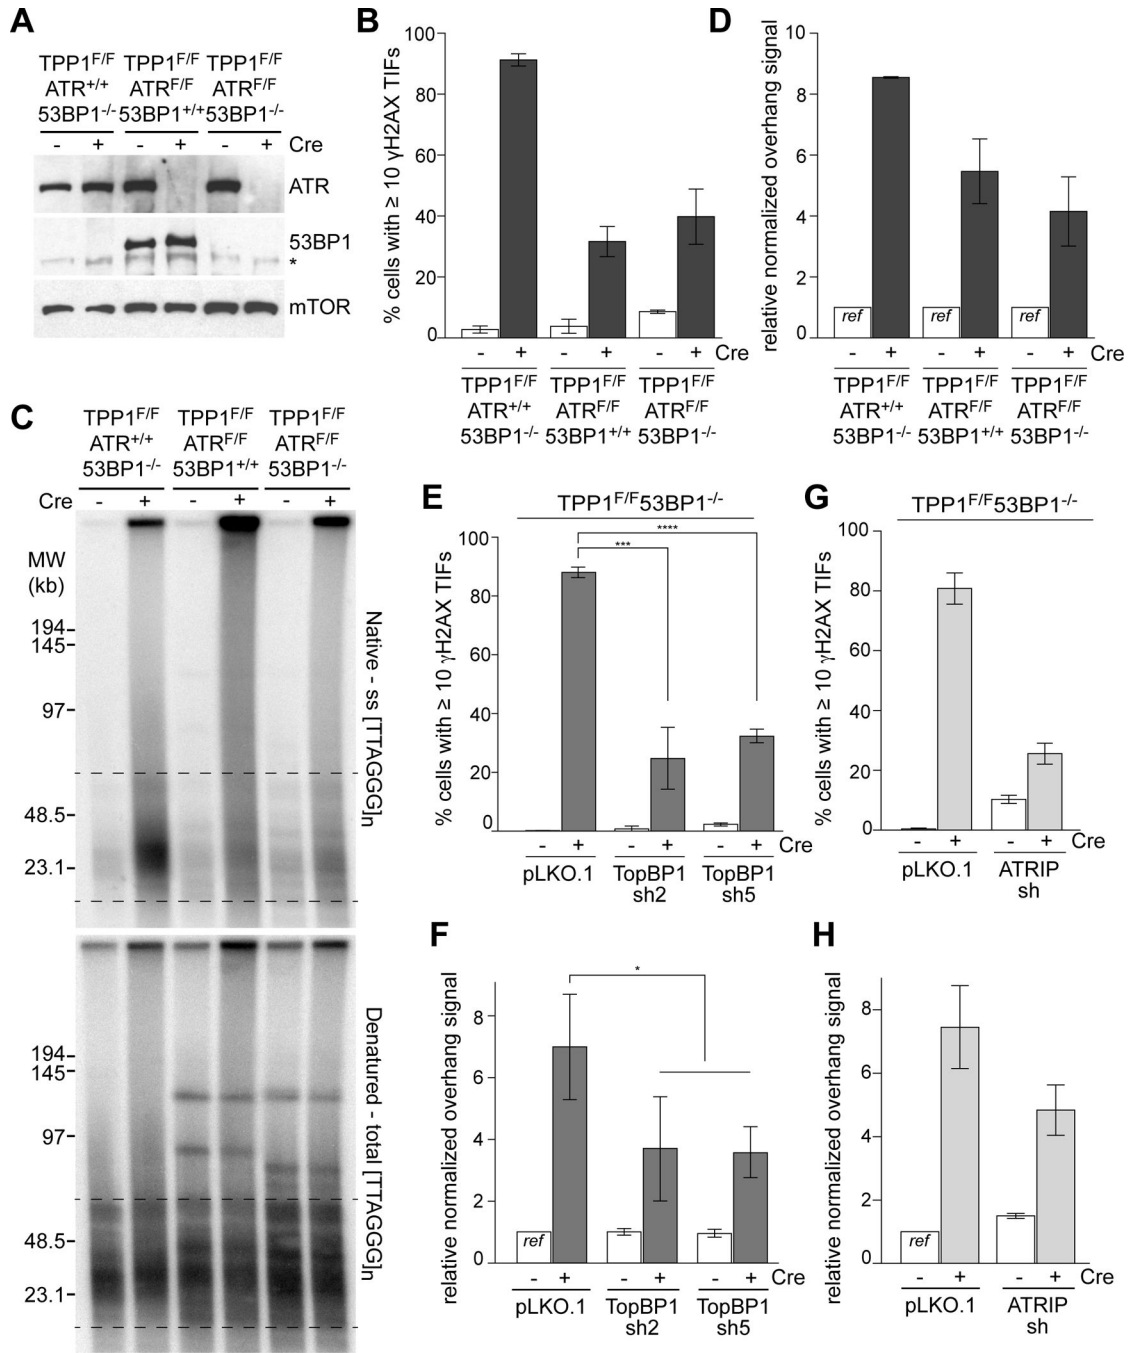 A
TPP1F/F TPP1F/F TPP1F/F
ATR+/+ ATRF/F ATRF/F
53BP1-/- 53BP1+/+ 53BP1-/-
- + - + - + Cre
ATR
53BP1
*
mTOR
B
% cells with ≥ 10 γH2AX TIFs
100
80
60
40
20
0
- + - + - + Cre
TPP1F/F TPP1F/F TPP1F/F
ATR+/+ ATRF/F ATRF/F
53BP1-/- 53BP1+/+ 53BP1-/-
D
relative normalized overhang signal
10
8
6
4
2
0
ref ref ref
- + - + - + Cre
TPP1F/F TPP1F/F TPP1F/F
ATR+/+ ATRF/F ATRF/F
53BP1-/- 53BP1+/+ 53BP1-/-
C
TPP1F/F TPP1F/F TPP1F/F
ATR+/+ ATRF/F ATRF/F
53BP1-/- 53BP1+/+ 53BP1-/-
Cre - + - + - +
MW
(kb)
194
145
97
48.5
23.1
Native - ss [TTAGGG]n
194
145
97
48.5
23.1
Denatured - total [TTAGGG]n
E
TPP1F/F53BP1-/-
****
***
% cells with ≥ 10 γH2AX TIFs
100
80
60
40
20
0
- + - + - + Cre
pLKO.1 TopBP1 TopBP1
sh2 sh5
G
TPP1F/F53BP1-/-
% cells with ≥ 10 γH2AX TIFs
100
80
60
40
20
0
- + - + Cre
pLKO.1 ATRIP
sh
F
*
relative normalized overhang signal
8
6
4
2
0
ref
- + - + - + Cre
pLKO.1 TopBP1 TopBP1
sh2 sh5
H
relative normalized overhang signal
8
6
4
2
0
ref
- + - + Cre
pLKO.1 ATRIP
sh